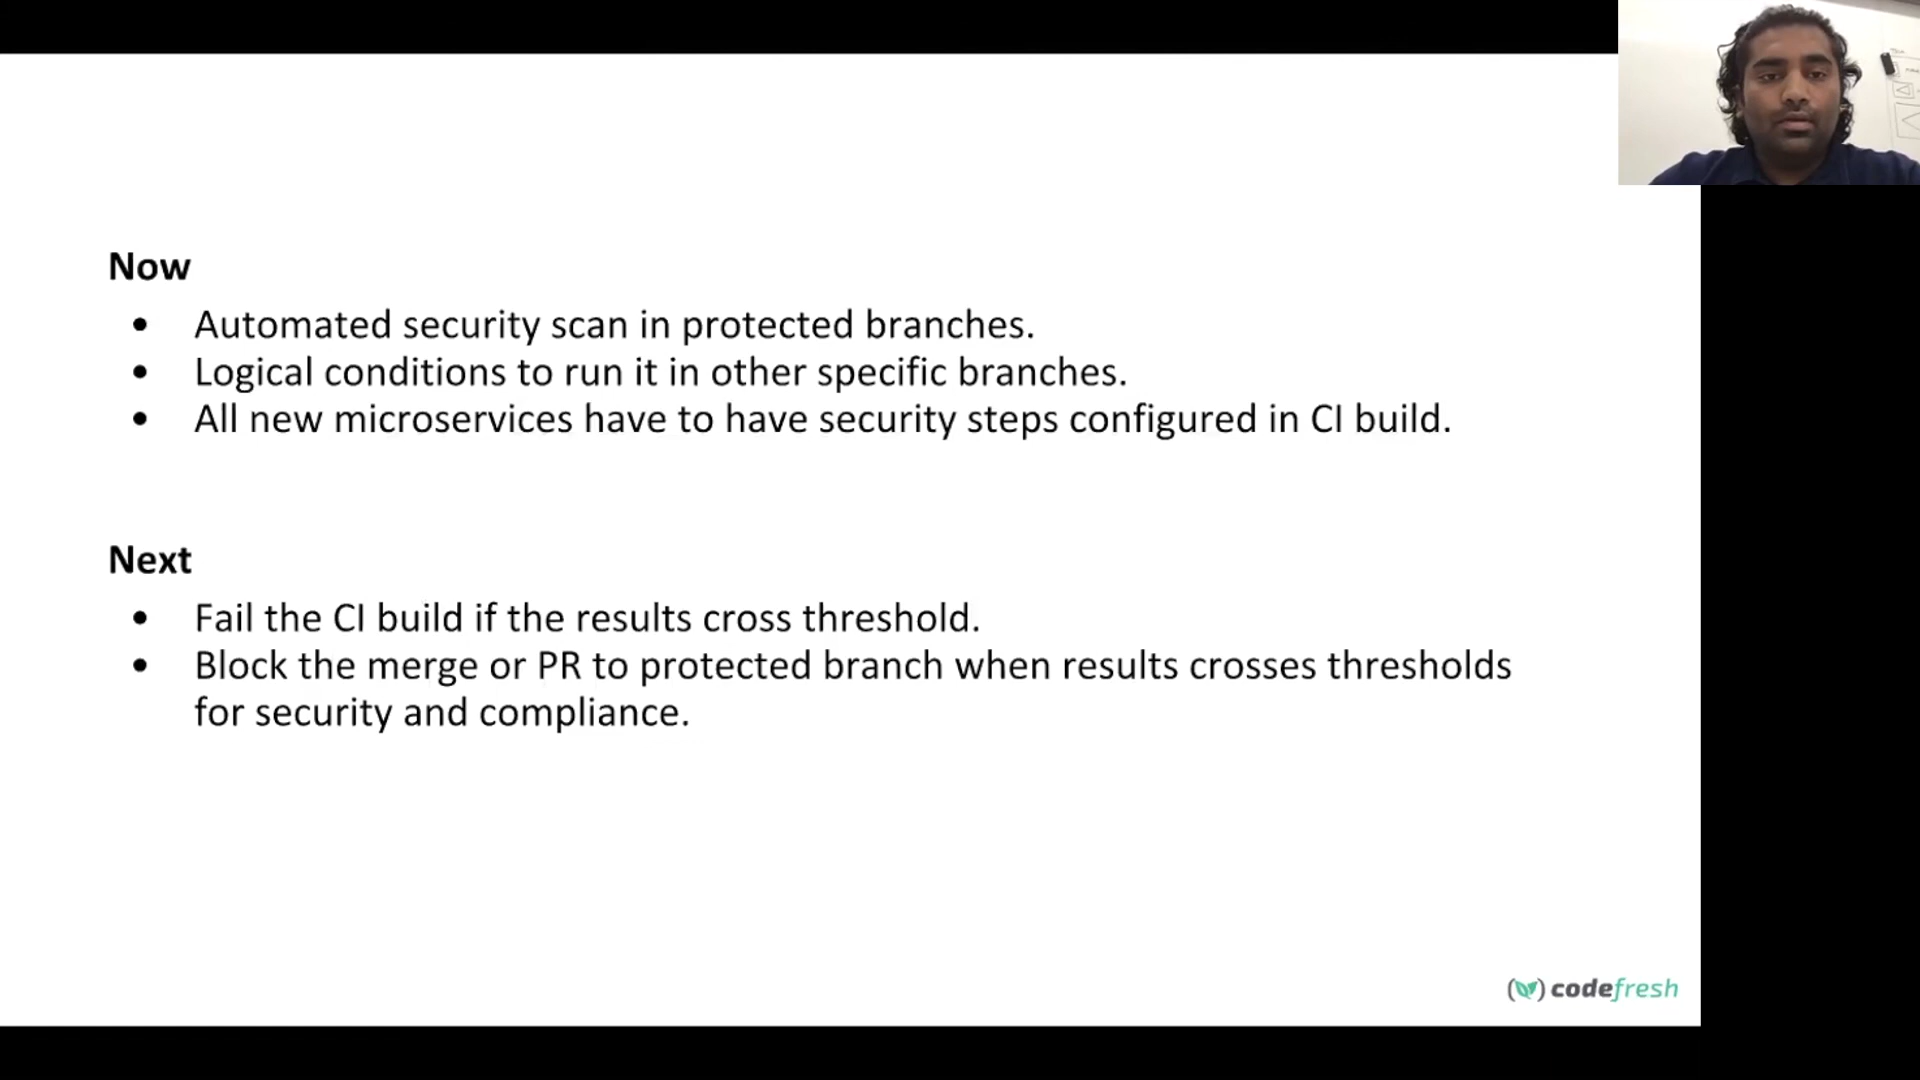 Now
• Automated security scan in protected branches.
• Logical conditions to run it in other specific branches.
• All new microservices have to have security steps configured in CI build.
Next
• Fail the CI build if the results cross threshold.
• Block the merge or PR to protected branch when results crosses thresholds
for security and compliance.
codefresh